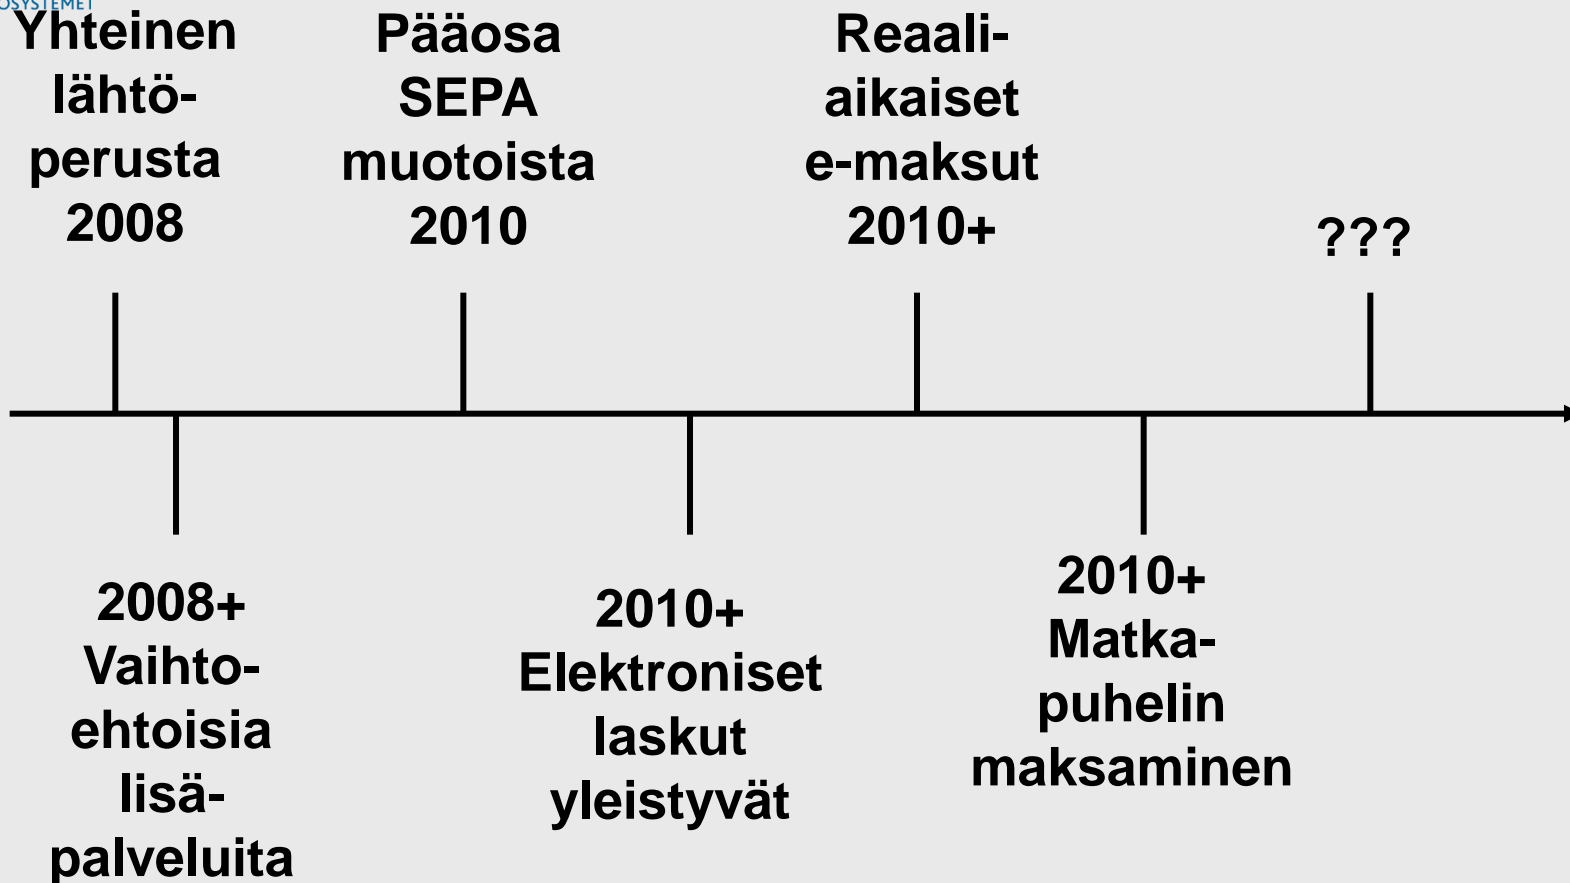 Yhteinen
lähtö-
perusta
2008
Pääosa
SEPA
muotoista
2010
Reaali-
aikaiset
e-maksut
2010+
???
2008+
Vaihto-
ehtoisia
lisä-
palveluita
2010+
Elektroniset
laskut
yleistyvät
2010+
Matka-
puhelin
maksaminen